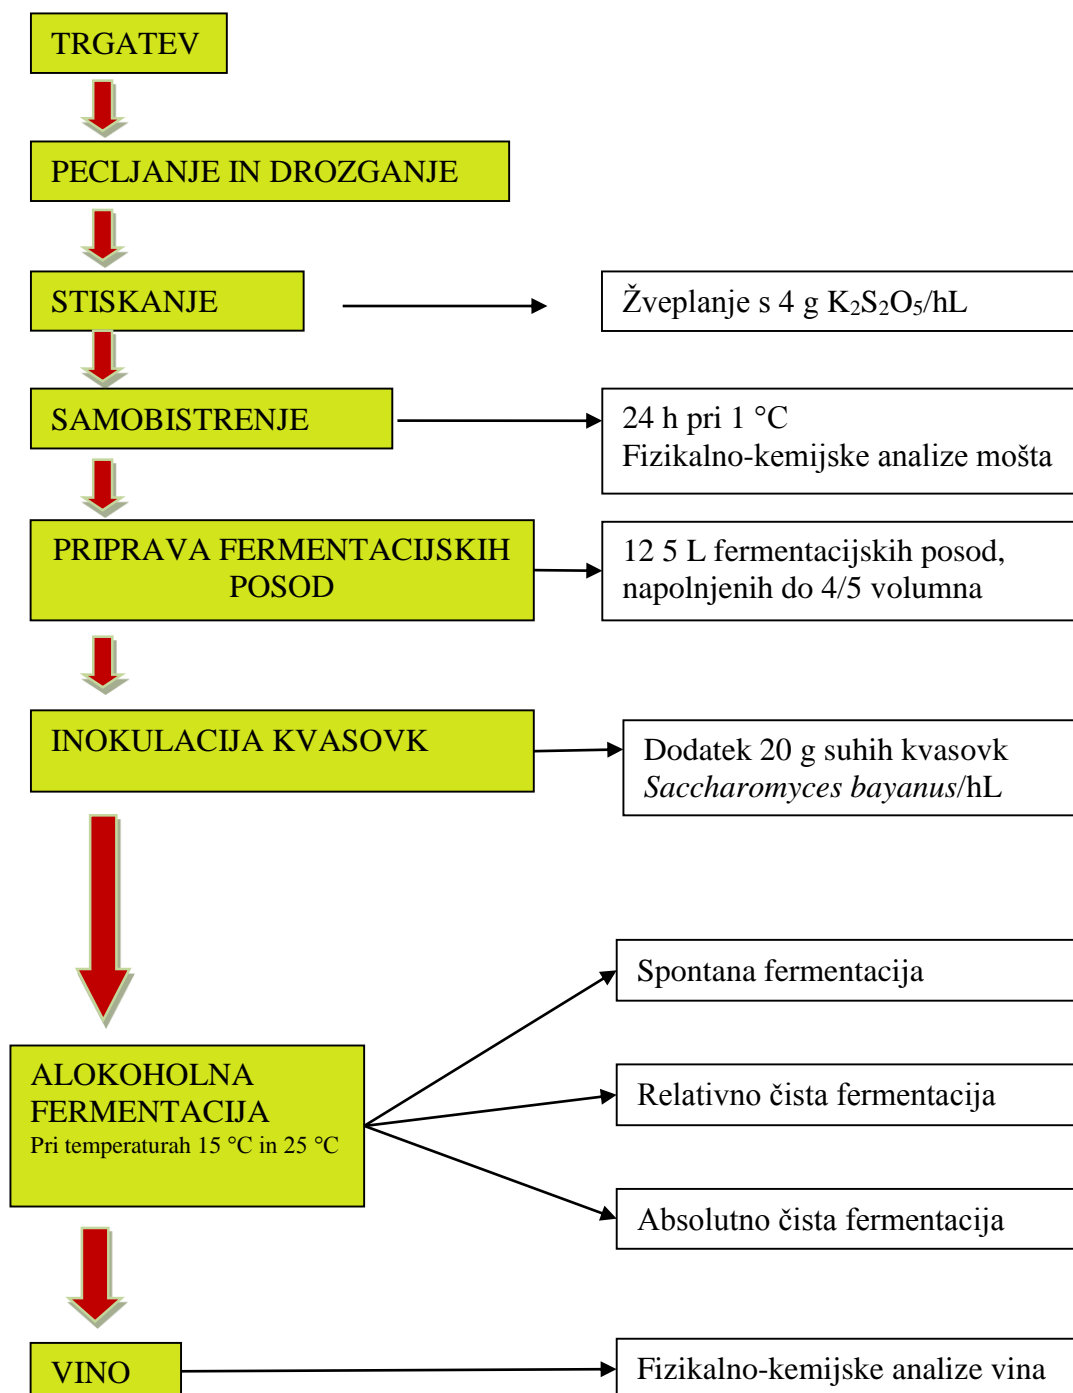 TRGATEV
PECLJANJE IN DROZGANJE
STISKANJE
Žveplanje s 4 g K₂S₂O₅/hL
SAMOBISTRENJE
24 h pri 1 °C
Fizikalno-kemijske analize mošta
PRIPRAVA FERMENTACIJSKIH
POSOD
12 5 L fermentacijskih posod,
napolnjenih do 4/5 volumna
INOKULACIJA KVASOVK
Dodatek 20 g suhih kvasovk
Saccharomyces bayanus/hL
ALOKOHOLNA
FERMENTACIJA
Pri temperaturah 15 °C in 25 °C
Spontana fermentacija
Relativno čista fermentacija
Absolutno čista fermentacija
VINO
Fizikalno-kemijske analize vina